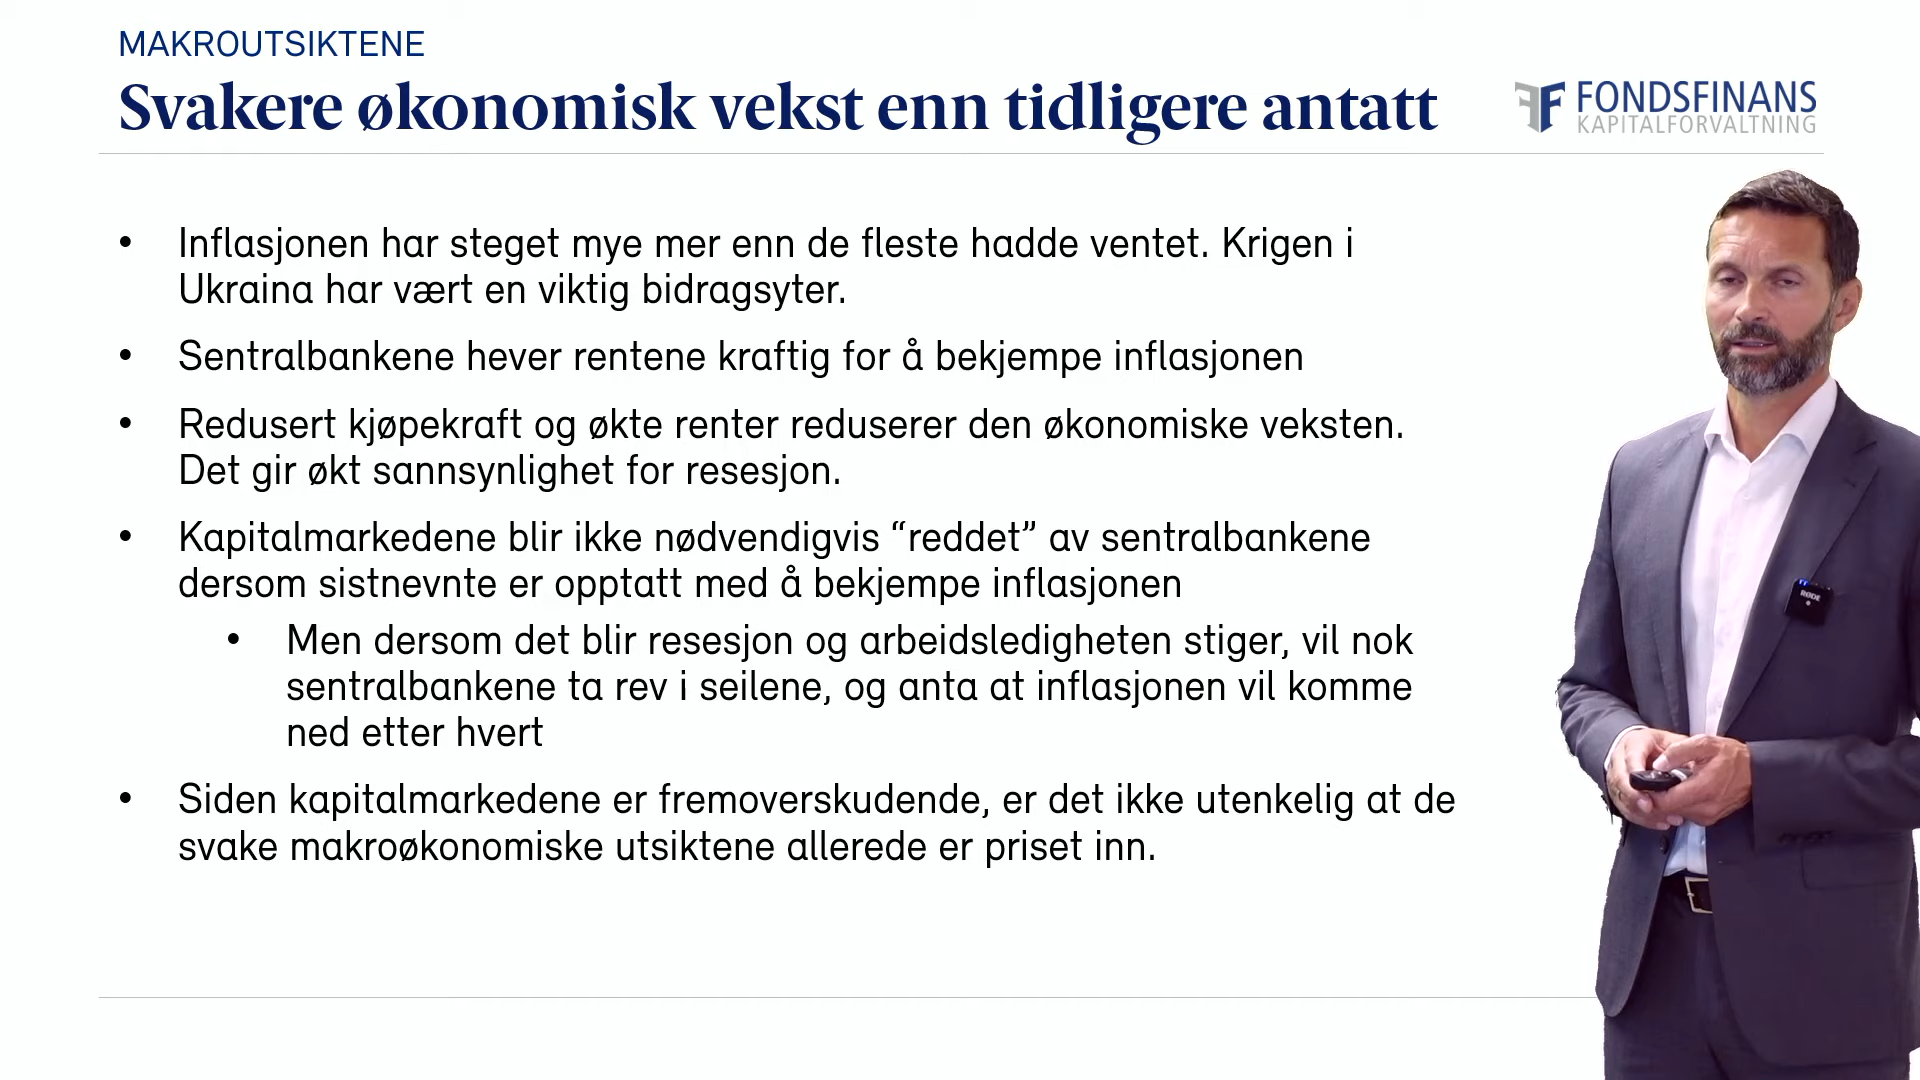 MAKROUTSIKTENE
Svakere økonomisk vekst enn tidligere antatt
FONDSFINANS
KAPITALFORVALTNING
• Inflasjonen har steget mye mer enn de fleste hadde ventet. Krigen i
Ukraina har vært en viktig bidragsyter.
• Sentralbankene hever rentene kraftig for å bekjempe inflasjonen
• Redusert kjøpekraft og økte renter reduserer den økonomiske veksten.
Det gir økt sannsynlighet for resesjon.
• Kapitalmarkedene blir ikke nødvendigvis “reddet” av sentralbankene
dersom sistnevnte er opptatt med å bekjempe inflasjonen
• Men dersom det blir resesjon og arbeidsledigheten stiger, vil nok
sentralbankene ta rev i seilene, og anta at inflasjonen vil komme
ned etter hvert
• Siden kapitalmarkedene er fremoverskudende, er det ikke utenkelig at de
svake makroøkonomiske utsiktene allerede er priset inn.
RØDE